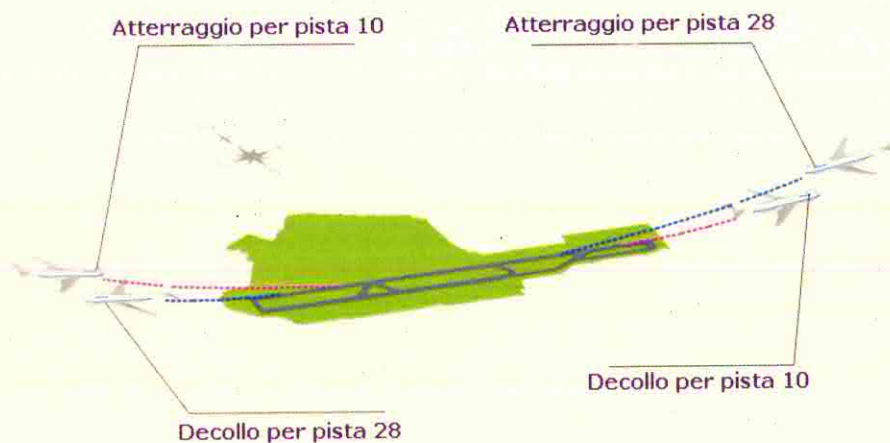 Atterraggio per pista 10
Atterraggio per pista 28
Decollo per pista 10
Decollo per pista 28